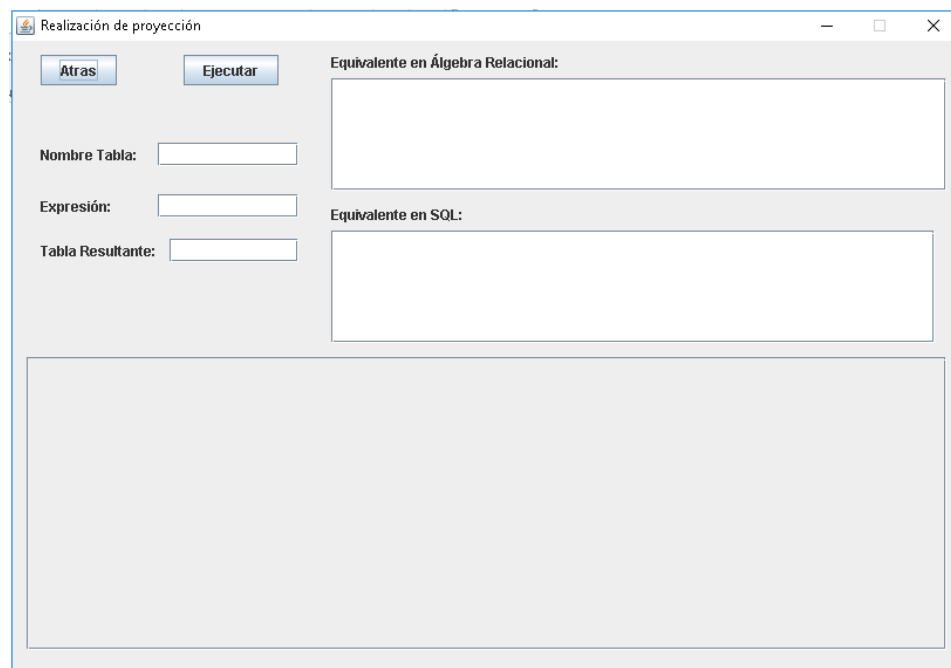 Realización de proyección
Atras
Ejecutar
Equivalente en Álgebra Relacional:
Nombre Tabla:
Expresión:
Equivalente en SQL:
Tabla Resultante: